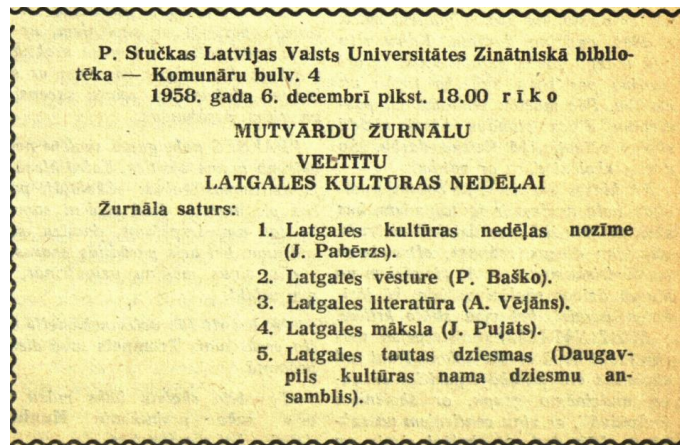 P. Stučkas Latvijas Valsts Universitātes Zinātniskā biblio-
tēka — Komunāru bulv. 4
1958. gada 6. decembrī plkst. 18.00 rīko
MUTVĀRDU ŽURNĀLU
VELTĪTU
LATGALES KULTŪRAS NEDĒĻAI
Žurnāla saturs:
1. Latgales kultūras nedēļas nozīme
(J. Pabērzs).
2. Latgales vēsture (P. Baško).
3. Latgales literatūra (A. Vējāns).
4. Latgales māksla (J. Pujāts).
5. Latgales tautas dziesmas (Daugav-
pils kultūras nama dziesmu an-
samblis).